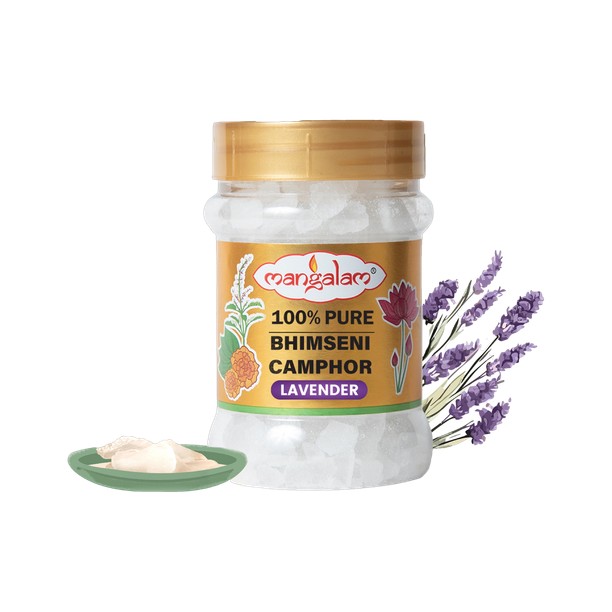 mangalam®
100% PURE
BHIMSENI
CAMPHOR
LAVENDER